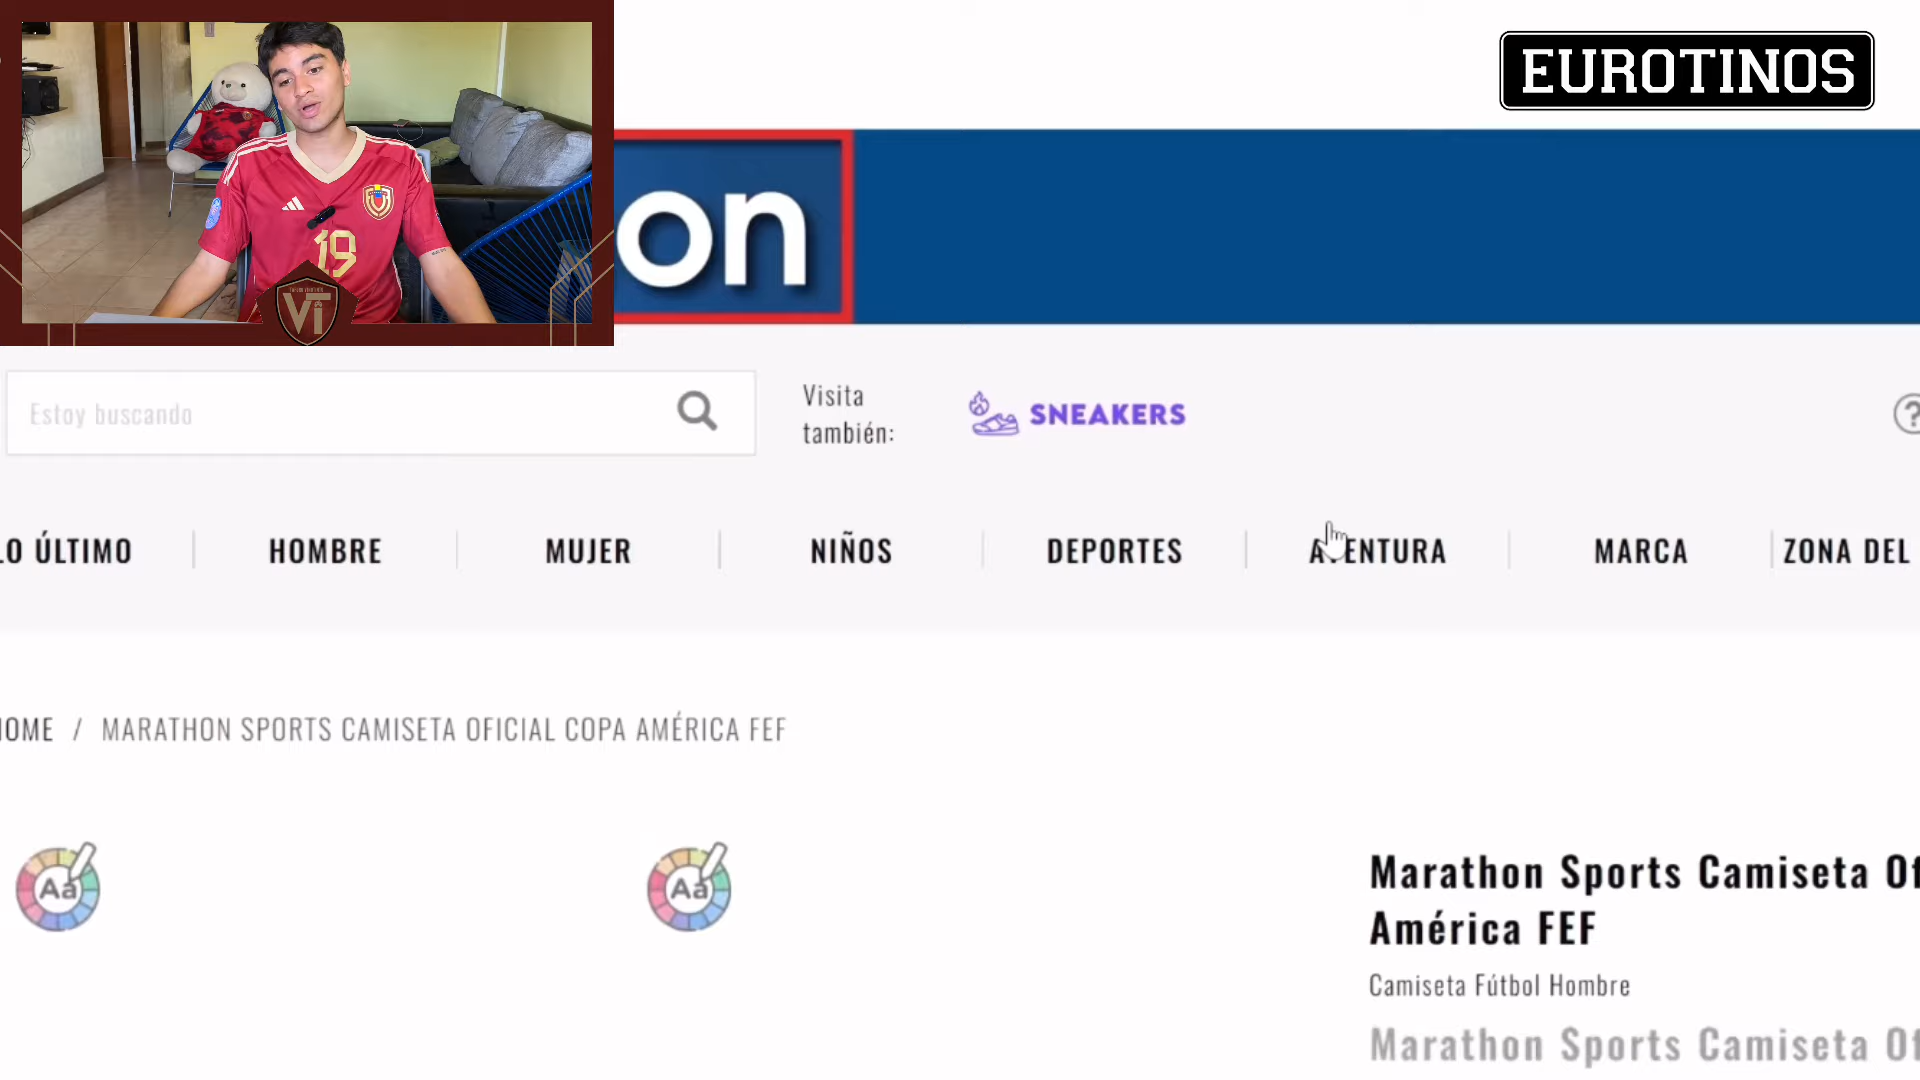 EUROTINOS
on
19
VT
Estoy buscando
Visita
también:
SNEAKERS
?
LO ÚLTIMO
HOMBRE
MUJER
NIÑOS
DEPORTES
AVENTURA
MARCA
ZONA DEL
HOME / MARATHON SPORTS CAMISETA OFICIAL COPA AMÉRICA FEF
Aa
Aa
Marathon Sports Camiseta Of
América FEF
Camiseta Fútbol Hombre
Marathon Sports Camiseta Of